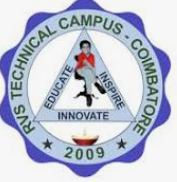 RVS TECHNICAL CAMPUS - COIMBATORE
EDUCATE
INSPIRE
INNOVATE
★ 2009 ★